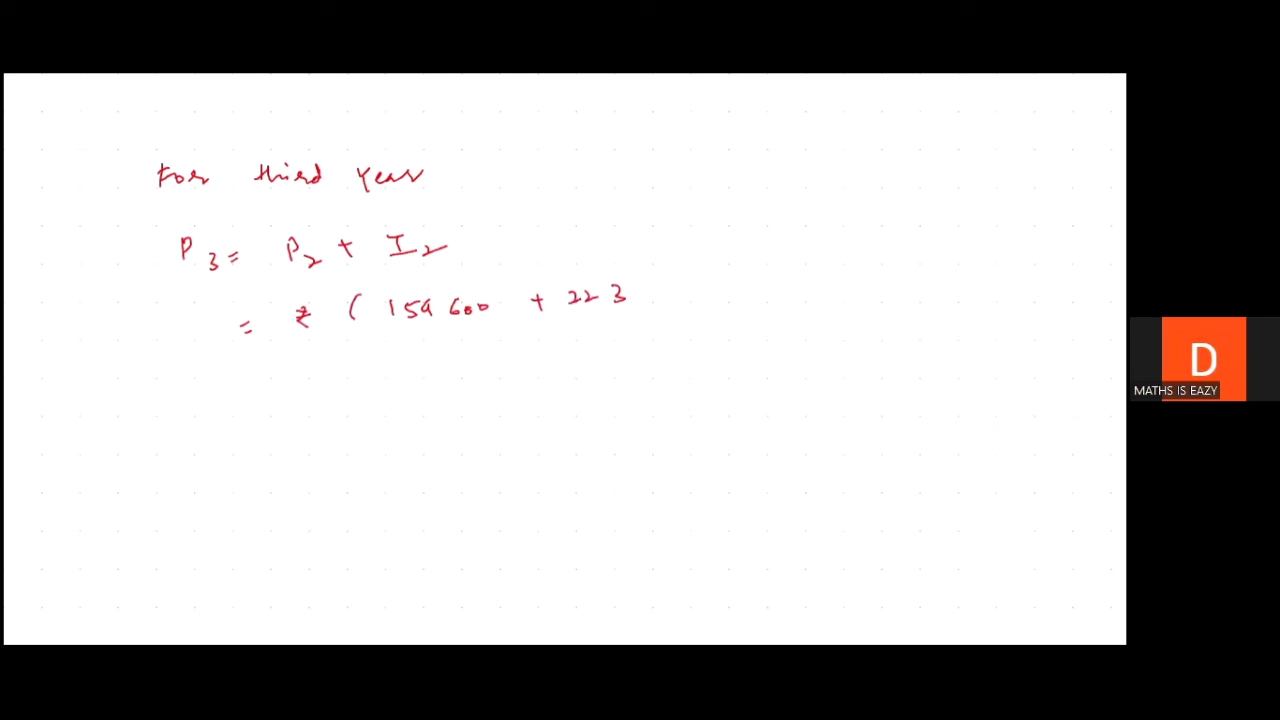 For third Year
P3 = P2 + I2
= ₹ ( 159600 + 223
D
MATHS IS EAZY